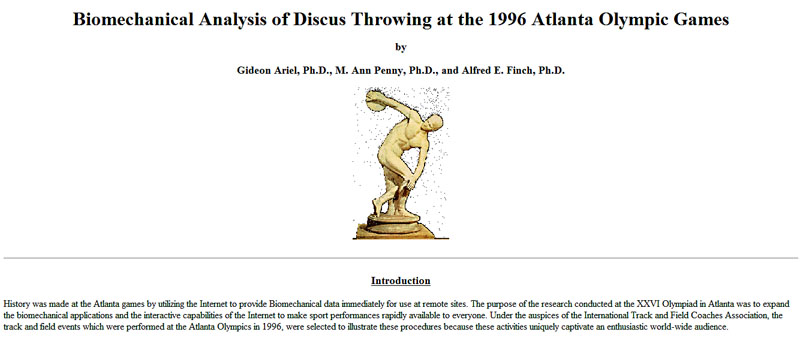 Biomechanical Analysis of Discus Throwing at the 1996 Atlanta Olympic Games
by
Gideon Ariel, Ph.D., M. Ann Penny, Ph.D., and Alfred E. Finch, Ph.D.
Introduction
History was made at the Atlanta games by utilizing the Internet to provide Biomechanical data immediately for use at remote sites. The purpose of the research conducted at the XXVI Olympiad in Atlanta was to expand
the biomechanical applications and the interactive capabilities of the Internet to make sport performances rapidly available to everyone. Under the auspices of the International Track and Field Coaches Association, the
track and field events which were performed at the Atlanta Olympics in 1996, were selected to illustrate these procedures because these activities uniquely captivate an enthusiastic world-wide audience.